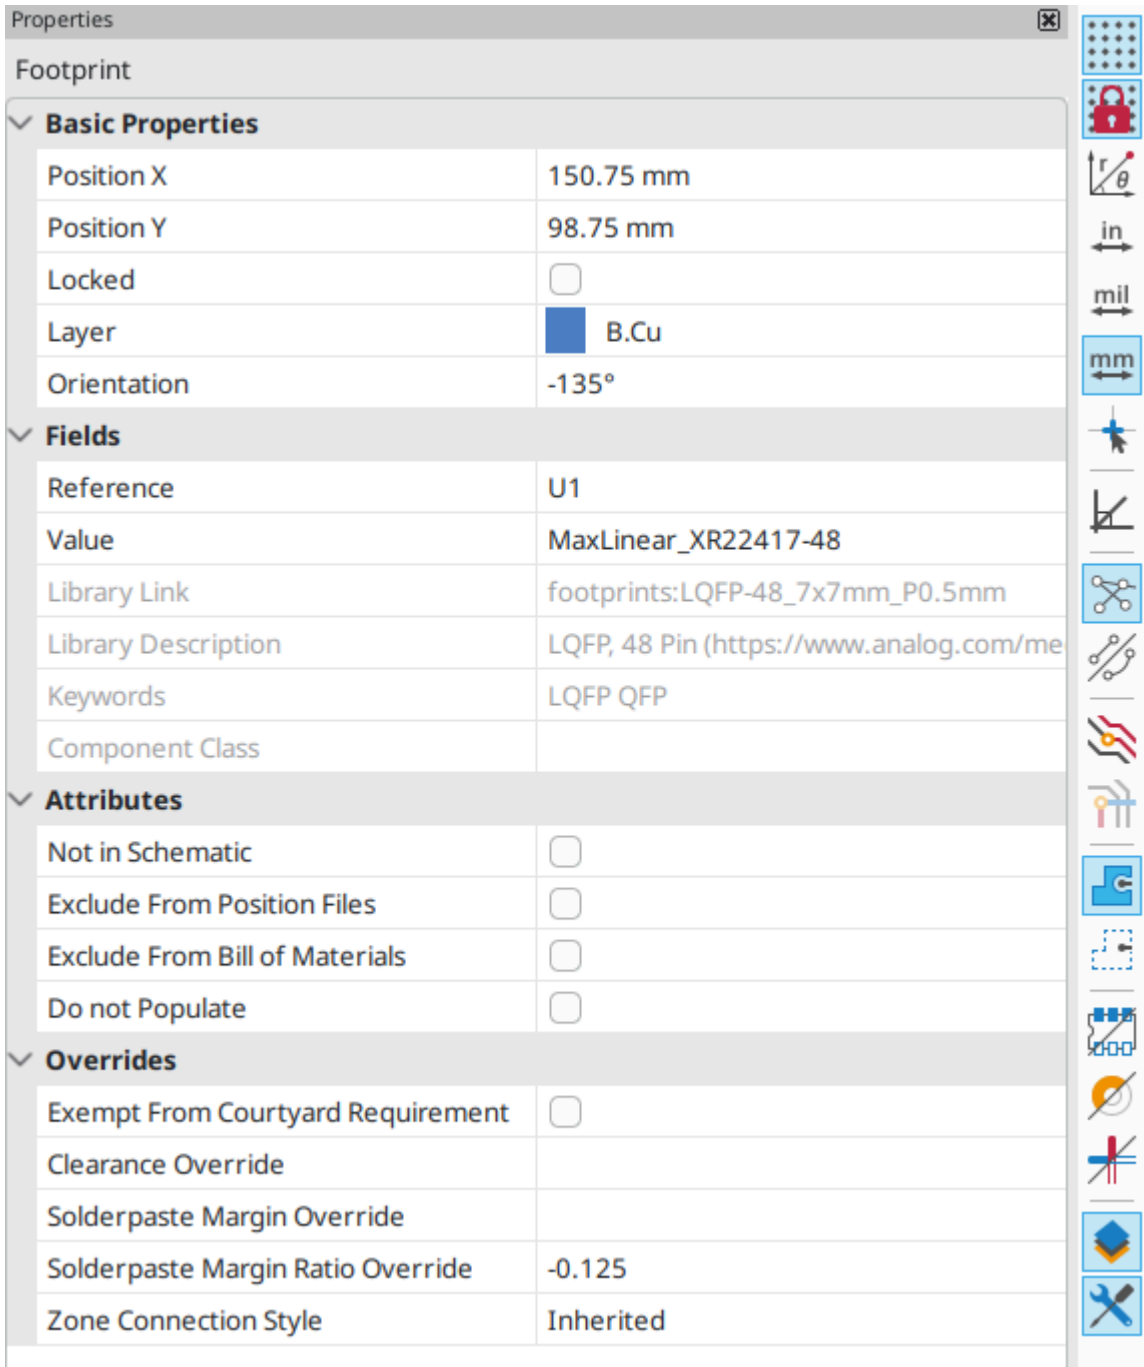 Properties
Footprint
Basic Properties
Position X 150.75 mm
Position Y 98.75 mm
Locked
Layer B.Cu
Orientation -135°
Fields
Reference U1
Value MaxLinear_XR22417-48
Library Link footprints:LQFP-48_7x7mm_P0.5mm
Library Description LQFP, 48 Pin (https://www.analog.com/me
Keywords LQFP QFP
Component Class
Attributes
Not in Schematic
Exclude From Position Files
Exclude From Bill of Materials
Do not Populate
Overrides
Exempt From Courtyard Requirement
Clearance Override
Solderpaste Margin Override
Solderpaste Margin Ratio Override -0.125
Zone Connection Style Inherited
r
θ
in
mil
mm